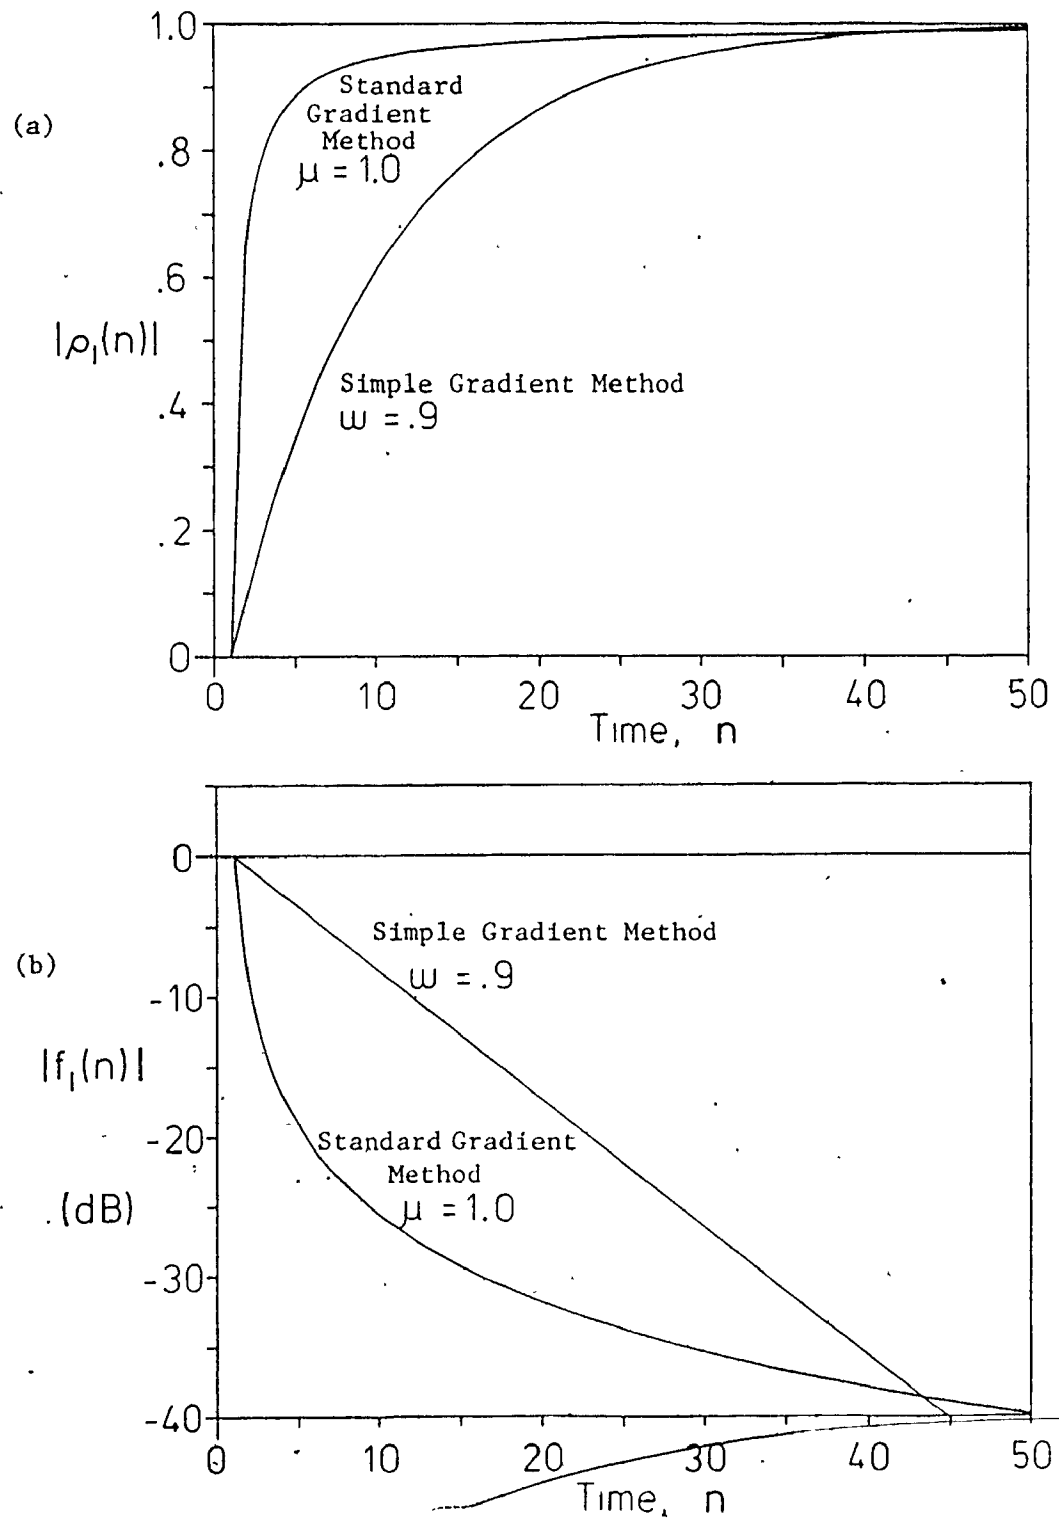 (a)
1.0
.8
.6
.4
.2
0
|ρ₁(n)|
Standard
Gradient
Method
μ = 1.0
Simple Gradient Method
w = .9
0 10 20 30 40 50
Time, n
(b)
0
-10
-20
-30
-40
|f₁(n)|
(dB)
Simple Gradient Method
w = .9
Standard Gradient
Method
μ = 1.0
0 10 20 30 40 50
Time, n